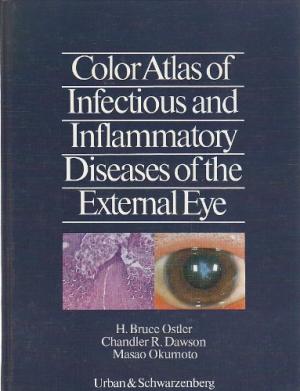 Color Atlas of
Infectious and
Inflammatory
Diseases of the
External Eye
H. Bruce Ostler
Chandler R. Dawson
Masao Okumoto
Urban & Schwarzenberg